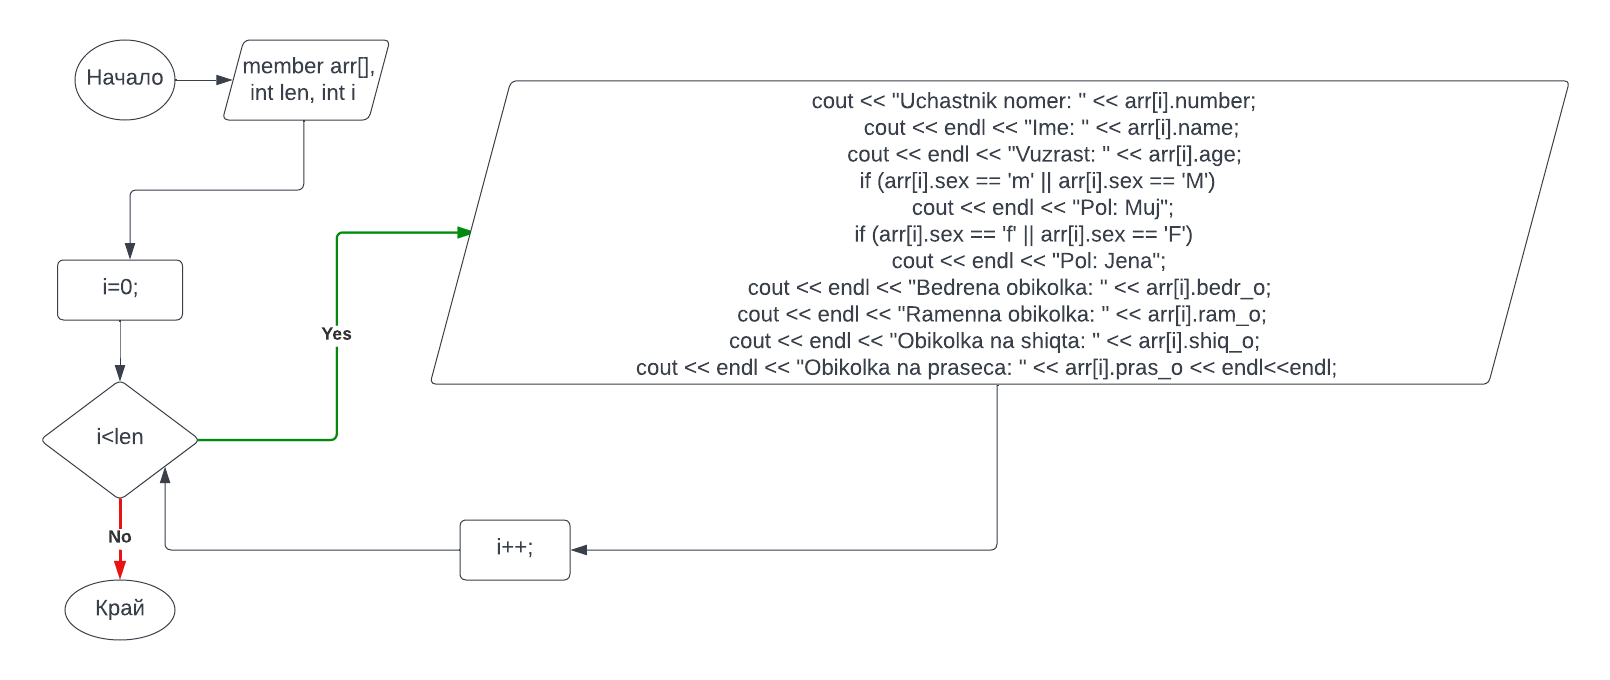 Начало
member arr[],
int len, int i
i=0;
i<len
Yes
cout << "Uchastnik nomer: " << arr[i].number;
cout << endl << "Ime: " << arr[i].name;
cout << endl << "Vuzrast: " << arr[i].age;
if (arr[i].sex == 'm' || arr[i].sex == 'M')
cout << endl << "Pol: Muj";
if (arr[i].sex == 'f' || arr[i].sex == 'F')
cout << endl << "Pol: Jena";
cout << endl << "Bedrena obikolka: " << arr[i].bedr_o;
cout << endl << "Ramenna obikolka: " << arr[i].ram_o;
cout << endl << "Obikolka na shiqta: " << arr[i].shiq_o;
cout << endl << "Obikolka na praseca: " << arr[i].pras_o << endl<<endl;
i++;
No
Край